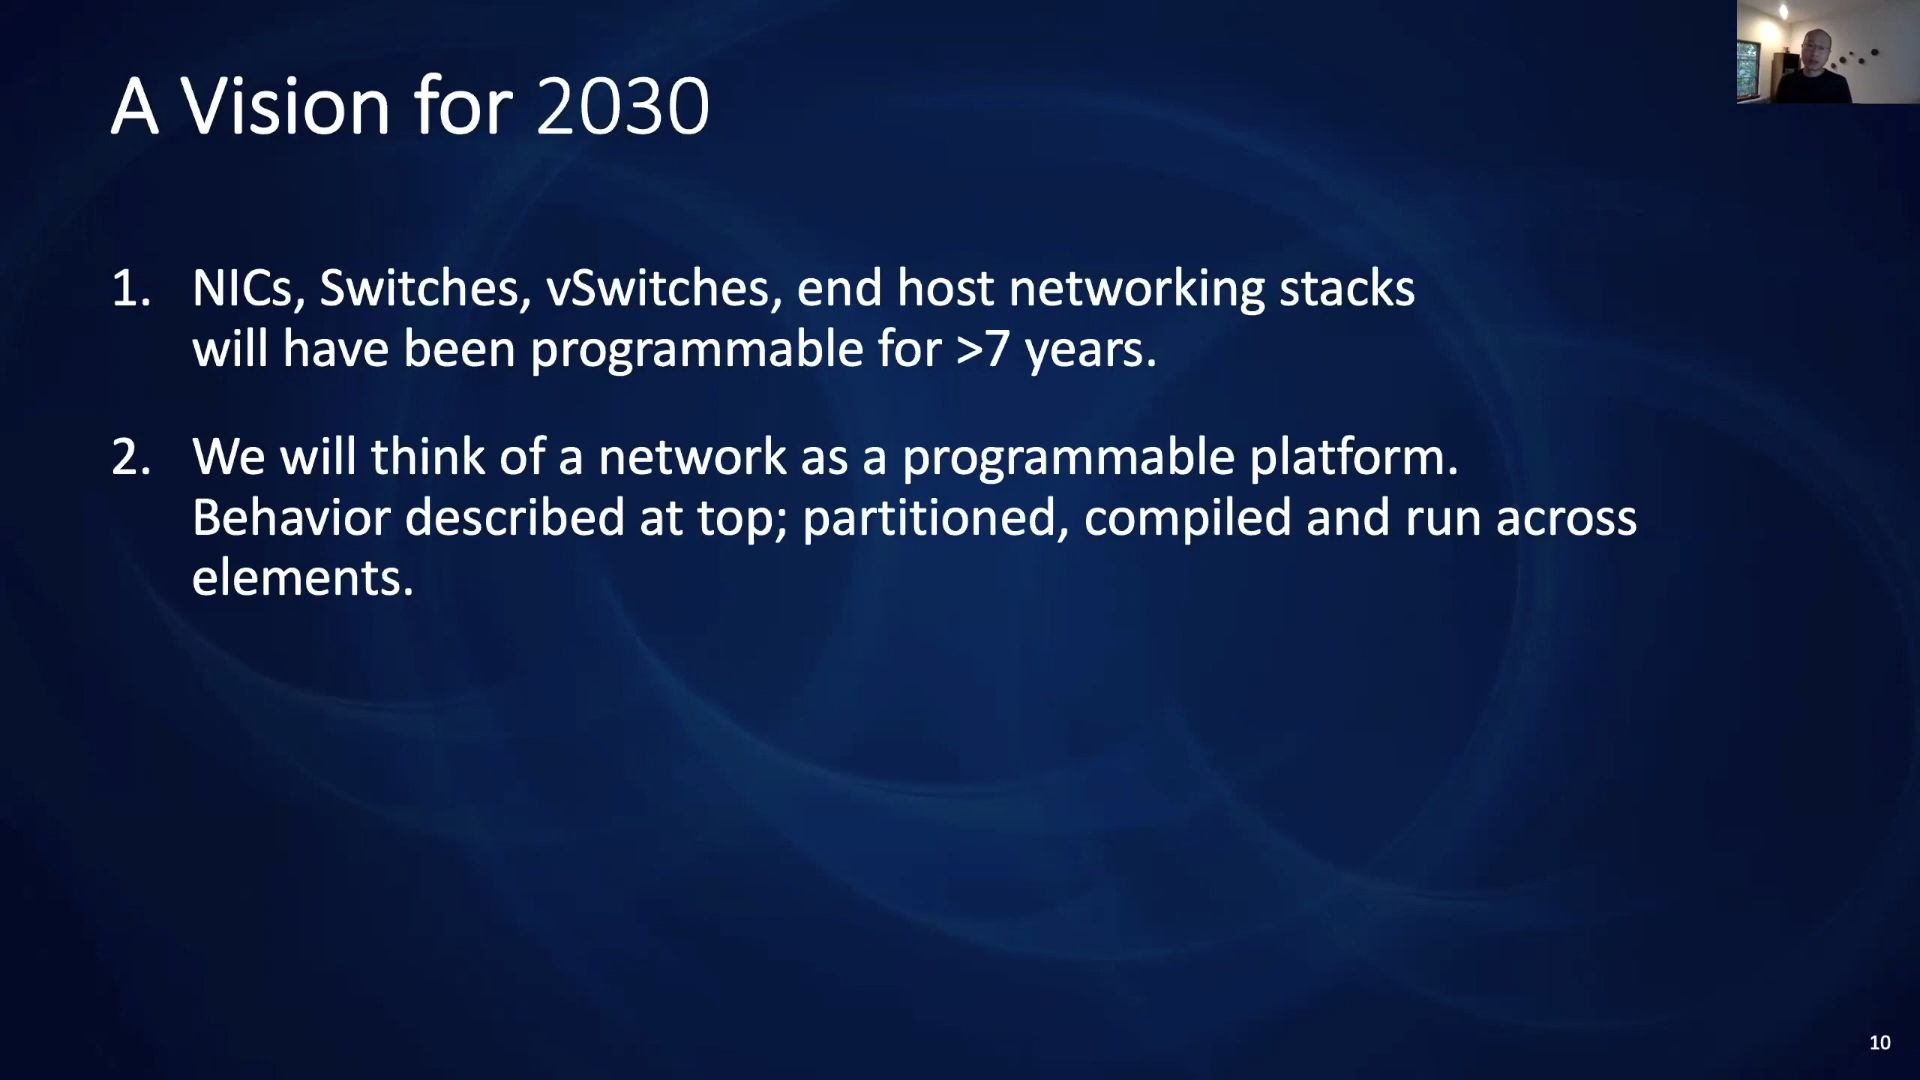 A Vision for 2030
1. NICs, Switches, vSwitches, end host networking stacks
will have been programmable for >7 years.
2. We will think of a network as a programmable platform.
Behavior described at top; partitioned, compiled and run across
elements.
10